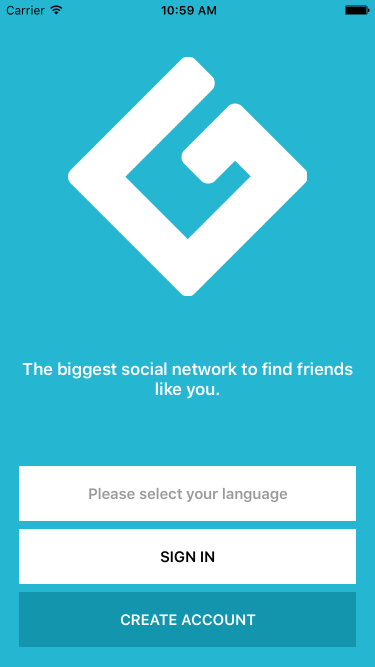 Carrier 10:59 AM
The biggest social network to find friends
like you.
Please select your language
SIGN IN
CREATE ACCOUNT